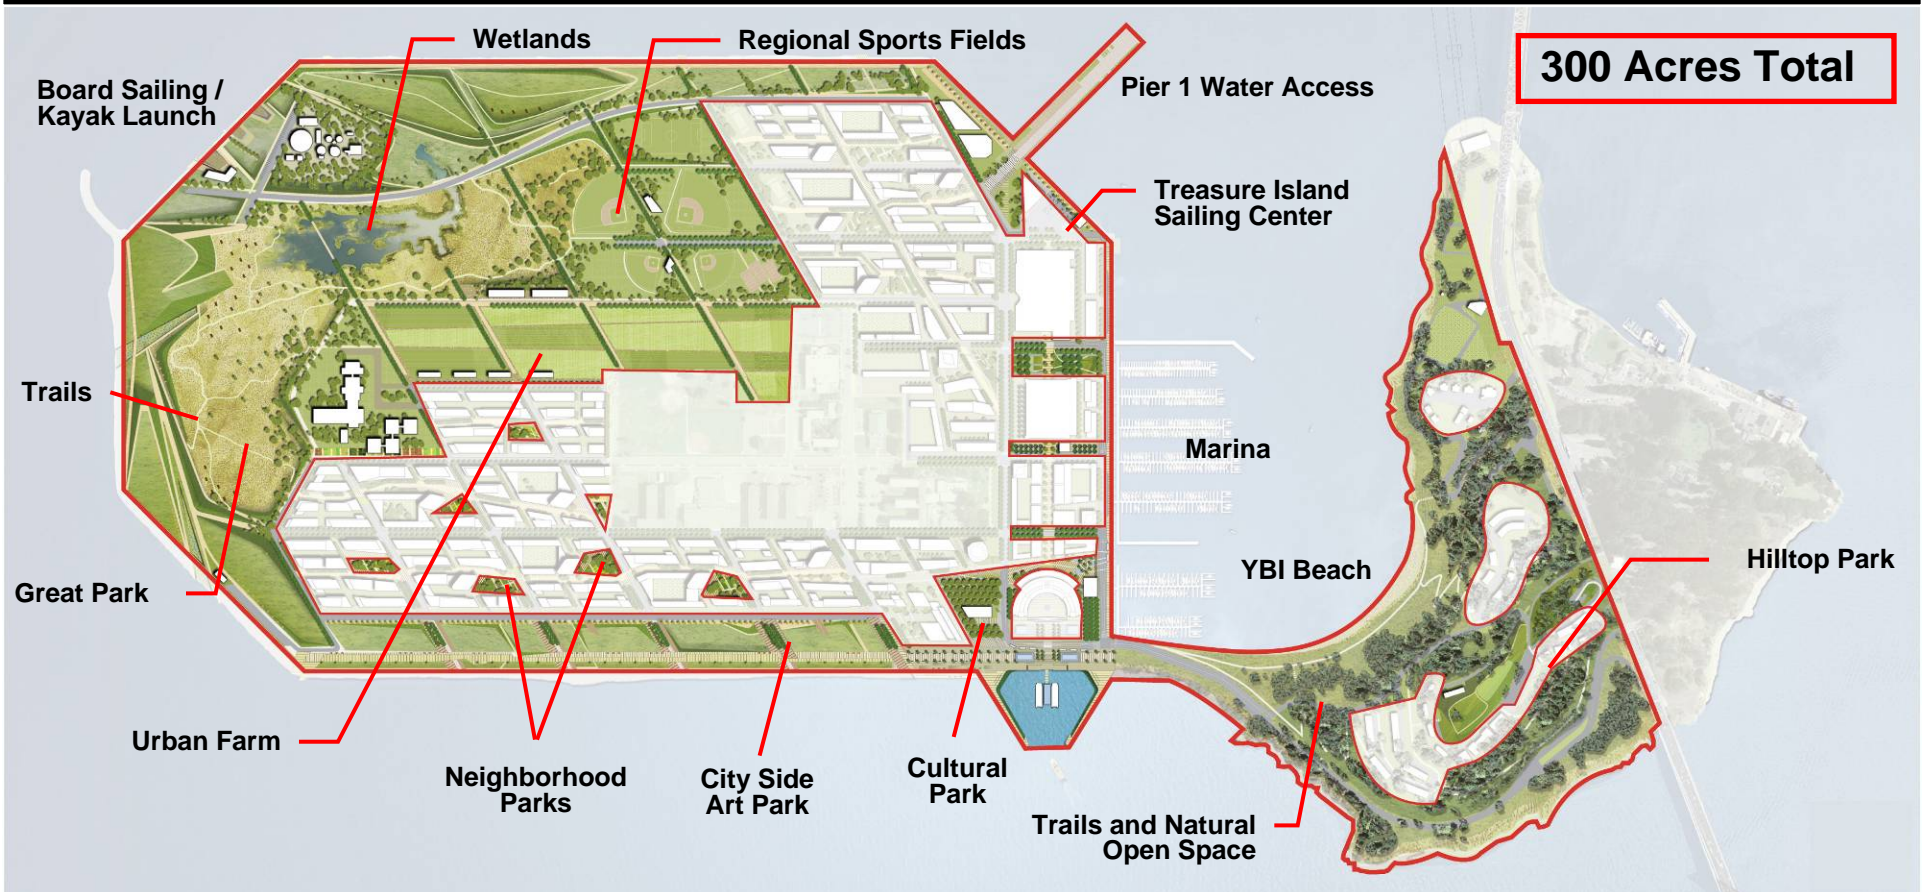 Wetlands
Regional Sports Fields
300 Acres Total
Board Sailing /
Kayak Launch
Pier 1 Water Access
Treasure Island
Sailing Center
Trails
Marina
Great Park
YBI Beach
Hilltop Park
Urban Farm
Neighborhood
Parks
City Side
Art Park
Cultural
Park
Trails and Natural
Open Space